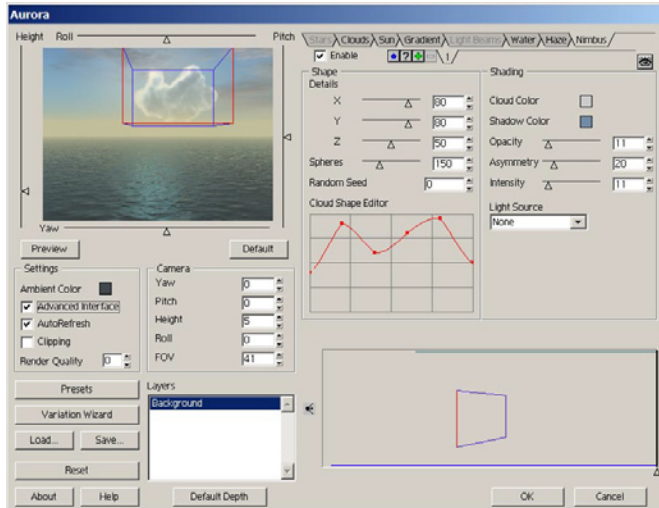 Aurora
Height Roll Pitch
Yaw
Preview Default
Settings
Ambient Color
Advanced Interface
AutoRefresh
Clipping
Render Quality 0
Camera
Yaw 0
Pitch 0
Height 5
Roll 0
FOV 41
Presets
Variation Wizard
Load... Save...
Reset
About Help
Layers
Background
Default Depth
Stars Clouds Sun Gradient Light Beams Water Haze Nimbus
Enable ? 1
Shape
Details
X 80
Y 80
Z 50
Spheres 150
Random Seed 0
Cloud Shape Editor
Shading
Cloud Color
Shadow Color
Opacity 11
Asymmetry 20
Intensity 11
Light Source
None
OK Cancel